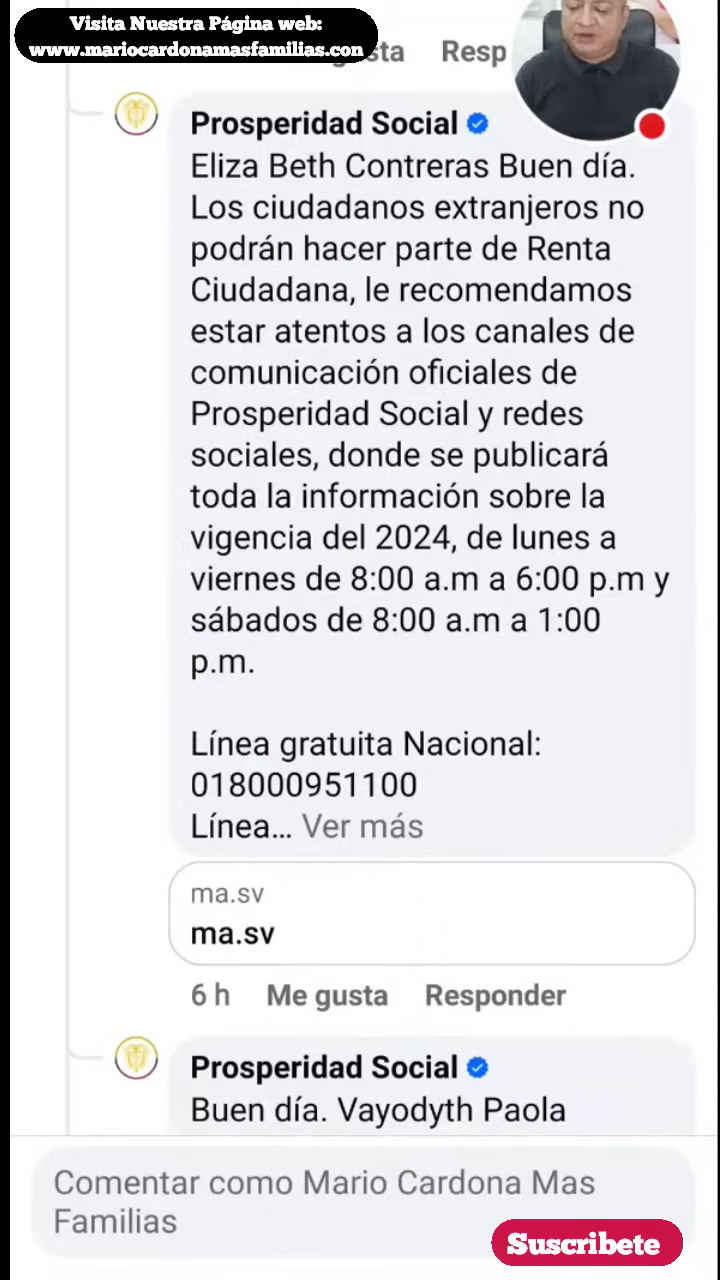 Visita Nuestra Página web:
www.mariocardonamasfamilias.com
Resp
Prosperidad Social
Eliza Beth Contreras Buen día.
Los ciudadanos extranjeros no
podrán hacer parte de Renta
Ciudadana, le recomendamos
estar atentos a los canales de
comunicación oficiales de
Prosperidad Social y redes
sociales, donde se publicará
toda la información sobre la
vigencia del 2024, de lunes a
viernes de 8:00 a.m a 6:00 p.m y
sábados de 8:00 a.m a 1:00
p.m.
Línea gratuita Nacional:
018000951100
Línea... Ver más
ma.sv
ma.sv
6 h Me gusta Responder
Prosperidad Social
Buen día. Vayodyth Paola
Comentar como Mario Cardona Mas
Familias
Suscribete